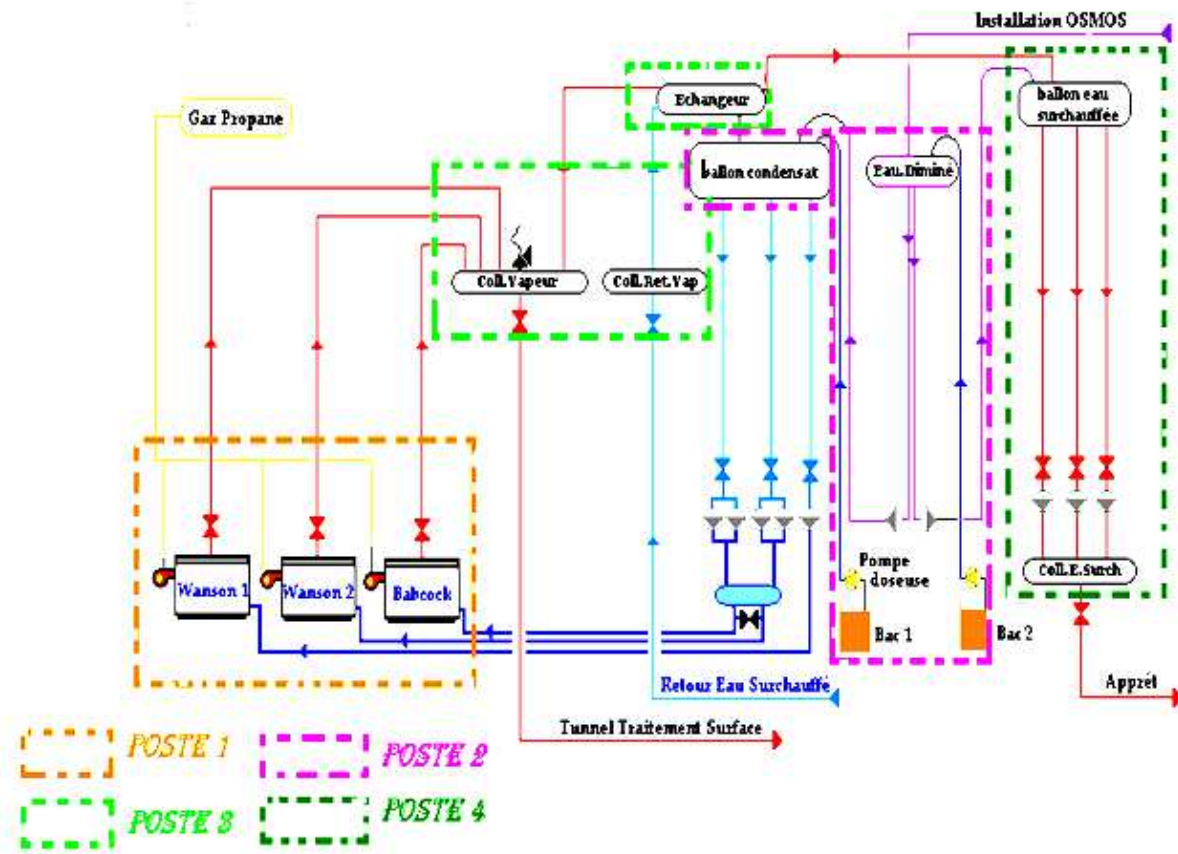 Installation OSMOS
Gaz Propane
Echangeur
ballon eau
surchauffée
ballon condensat
Eau.Diminé
Coll.Vapeur
Coll.Ret.Vap
Wanson 1
Wanson 2
Babcock
Pompe
doseuse
Coll.E.Surch
Bac 1
Bac 2
Retour Eau Surchauffé
Apprét
Tunnel Traitement Surface
POSTE 1
POSTE 2
POSTE 3
POSTE 4